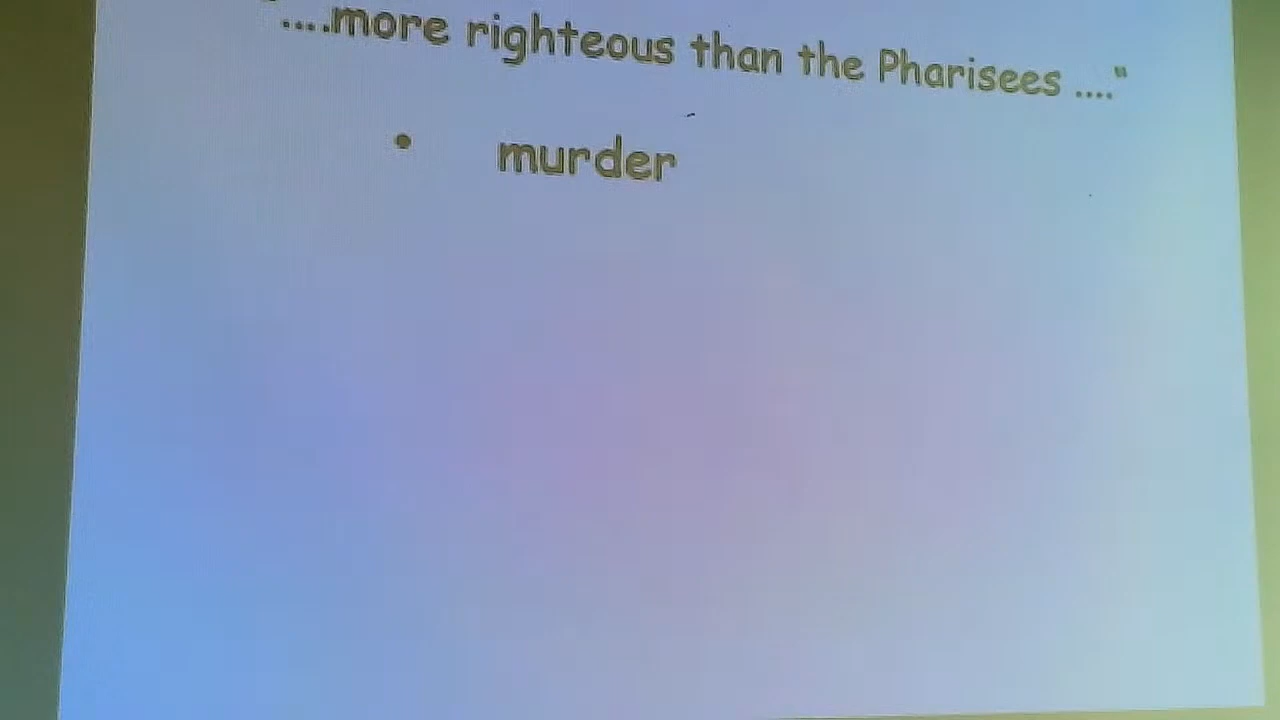 "....more righteous than the Pharisees ...."
• murder